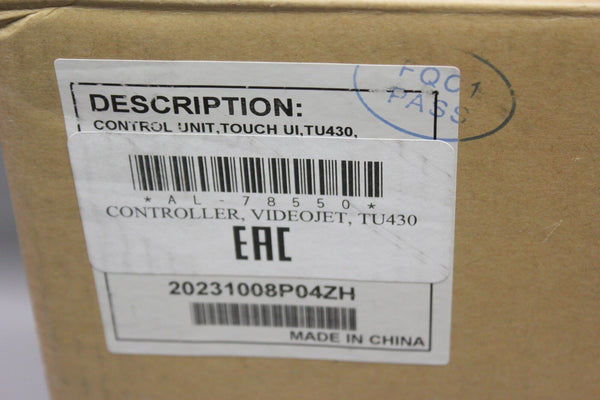 FQC 1
PASS
DESCRIPTION:
CONTROL UNIT,TOUCH UI,TU430,
*AL-78550*
CONTROLLER, VIDEOJET, TU430
EAC
20231008P04ZH
MADE IN CHINA